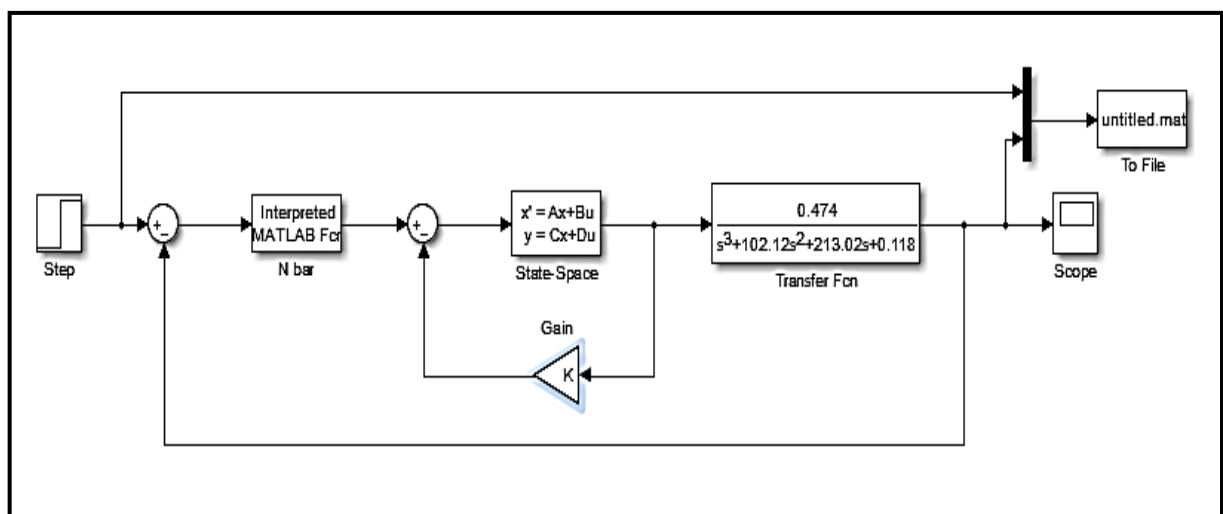 untitled.mat
To File
+
-
Interpreted
MATLAB Fcr
+
-
x' = Ax+Bu
y = Cx+Du
0.474
s³+102.12s²+213.02s+0.118
Step
N bar
State-Space
Transfer Fcn
Scope
Gain
K